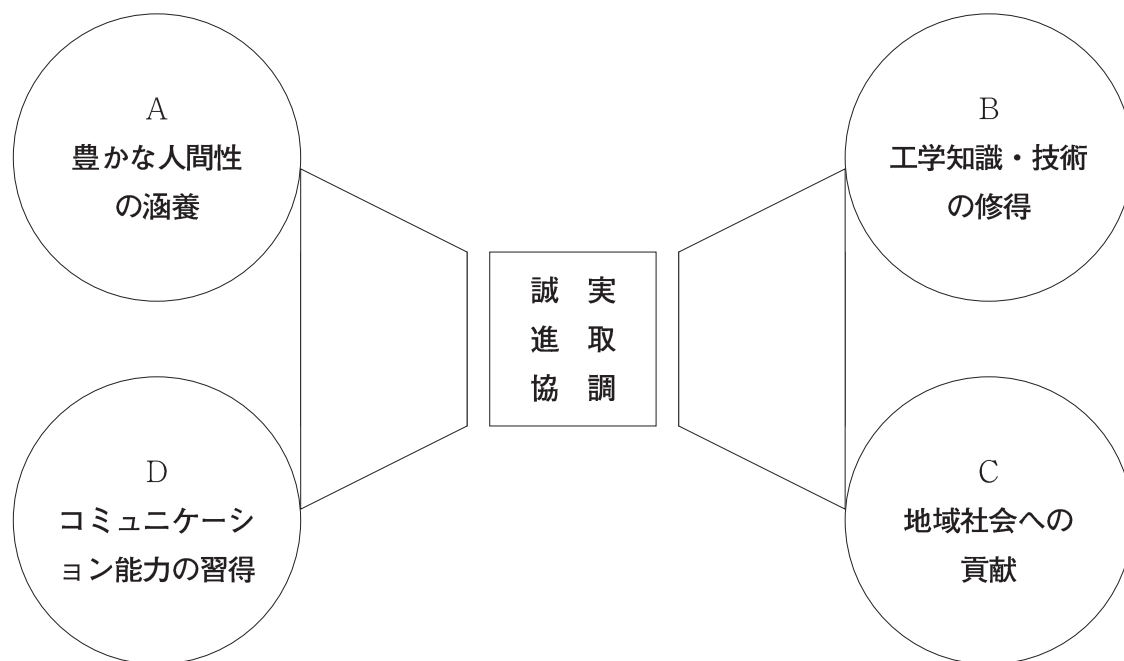 A
豊かな人間性
の涵養
B
工学知識・技術
の修得
誠　実
進　取
協　調
D
コミュニケーシ
ョン能力の習得
C
地域社会への
貢献